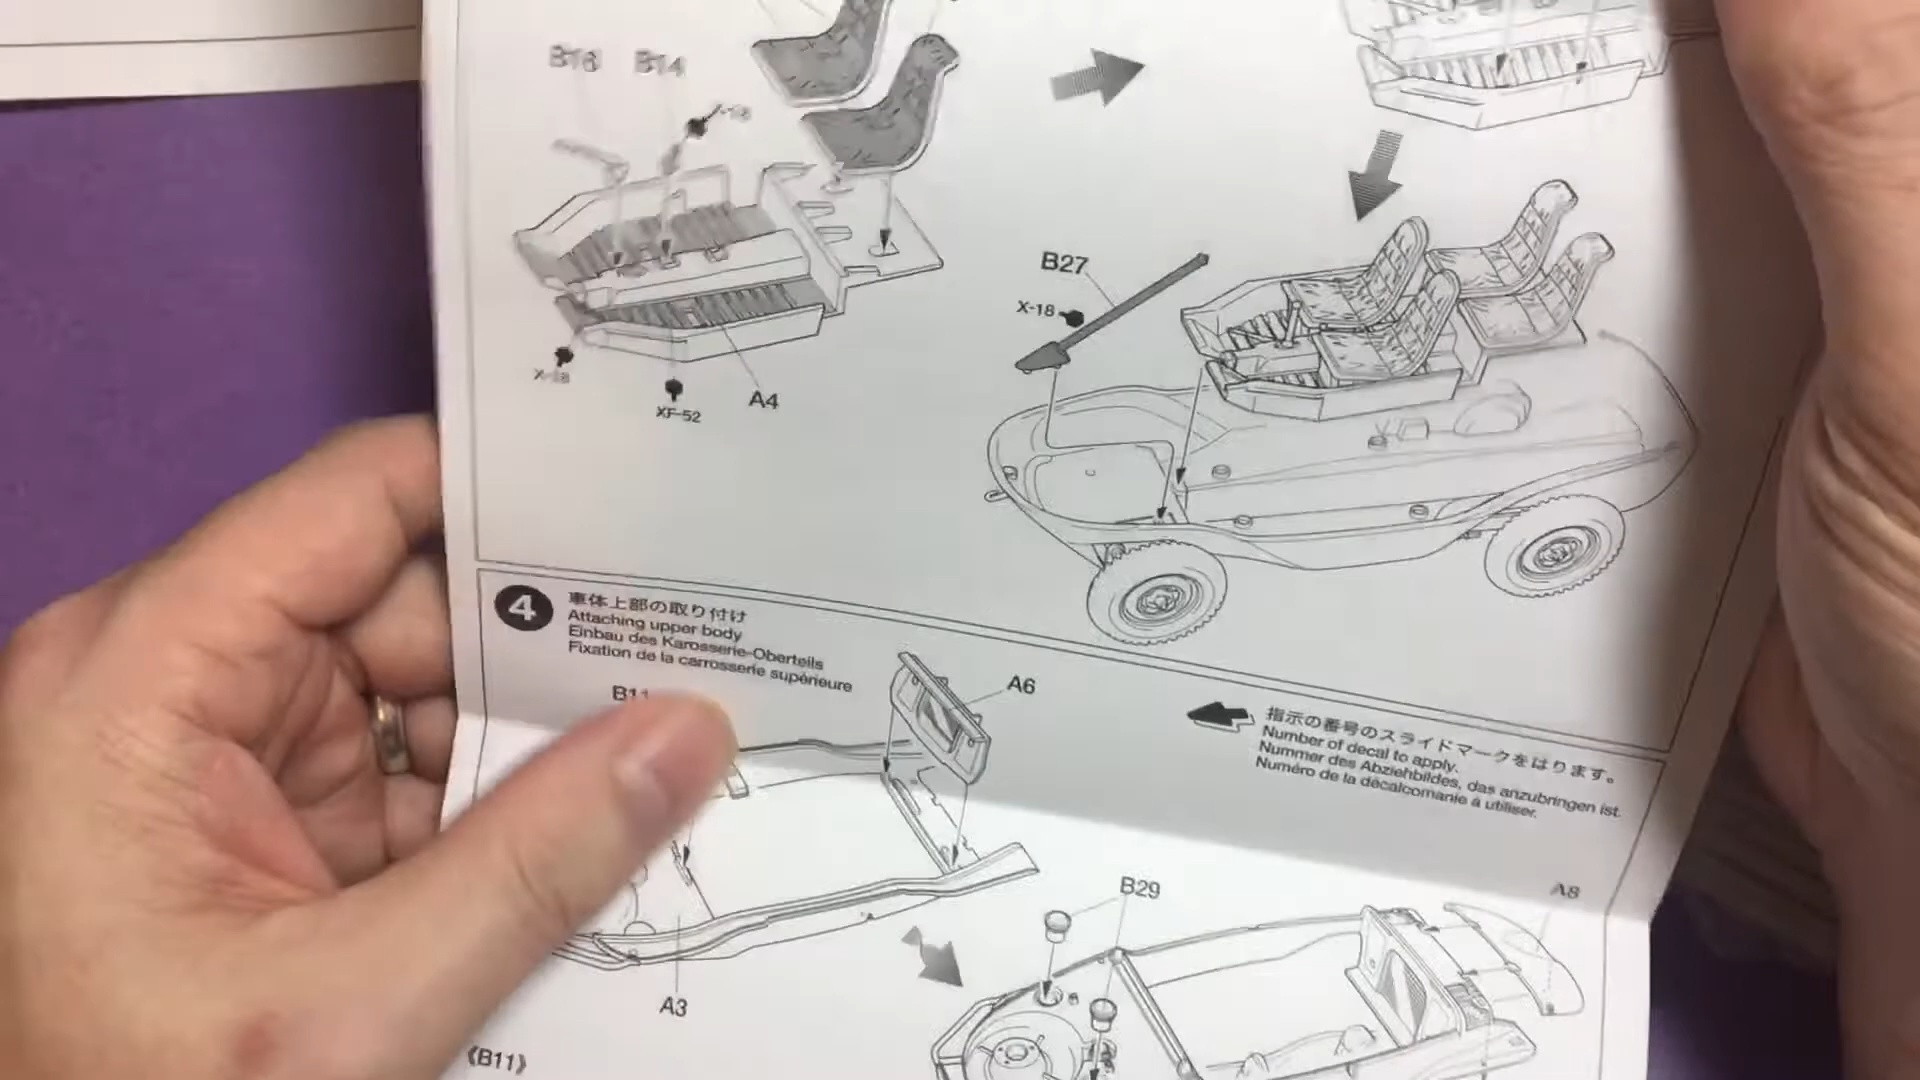 B16 B14
X-18
B27
X-18
X-18
XF-52
A4
4
車体上部の取り付け
Attaching upper body
Einbau des Karosserie-Oberteils
Fixation de la carrosserie supérieure
B11
A6
指示の番号のスライドマークをはります。
Number of decal to apply.
Nummer des Abziehbildes, das anzubringen ist.
Numéro de la décalcomanie à utiliser.
B29
A8
A3
《B11》